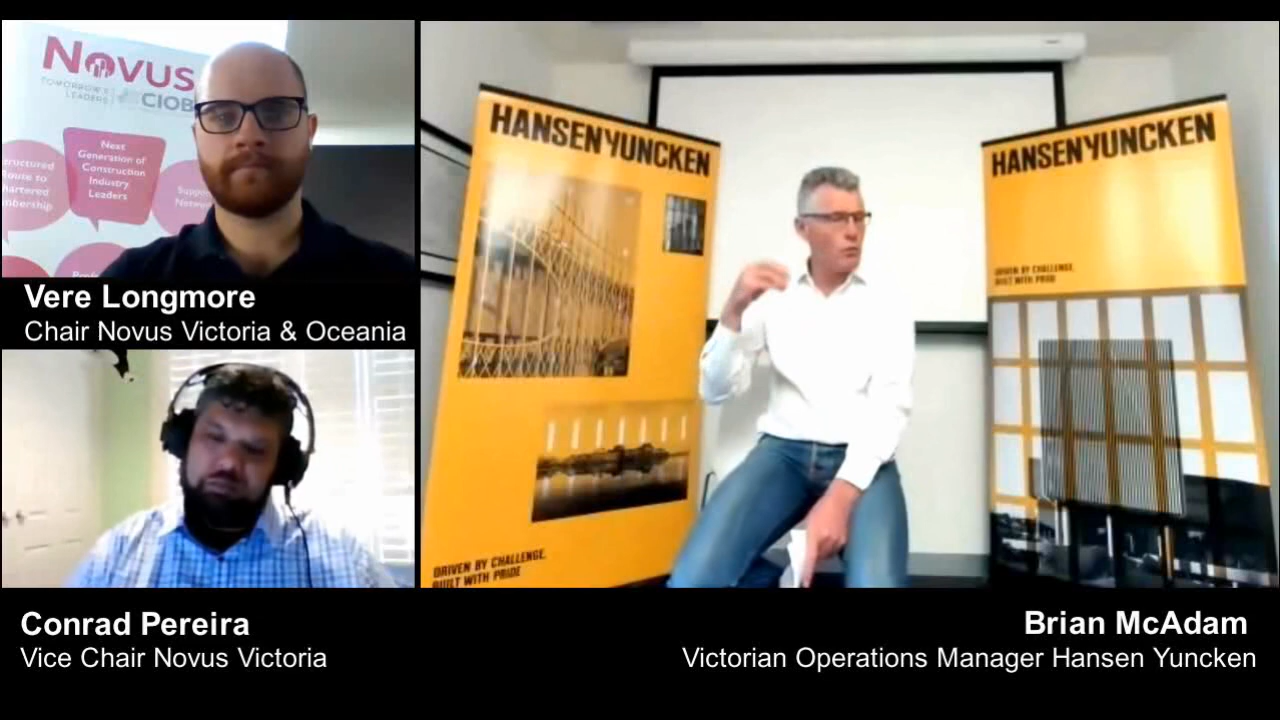 NOVUS
TOMORROW'S
LEADERS
CIOB
Next
Generation of
Construction
Industry
Leaders
Route to
Vere Longmore
Chair Novus Victoria & Oceania
Conrad Pereira
Vice Chair Novus Victoria
HANSENYUNCKEN
DRIVEN BY CHALLENGE.
BUILT WITH PRIDE
HANSENYUNCKEN
DRIVEN BY CHALLENGE.
BUILT WITH PRIDE
Brian McAdam
Victorian Operations Manager Hansen Yuncken